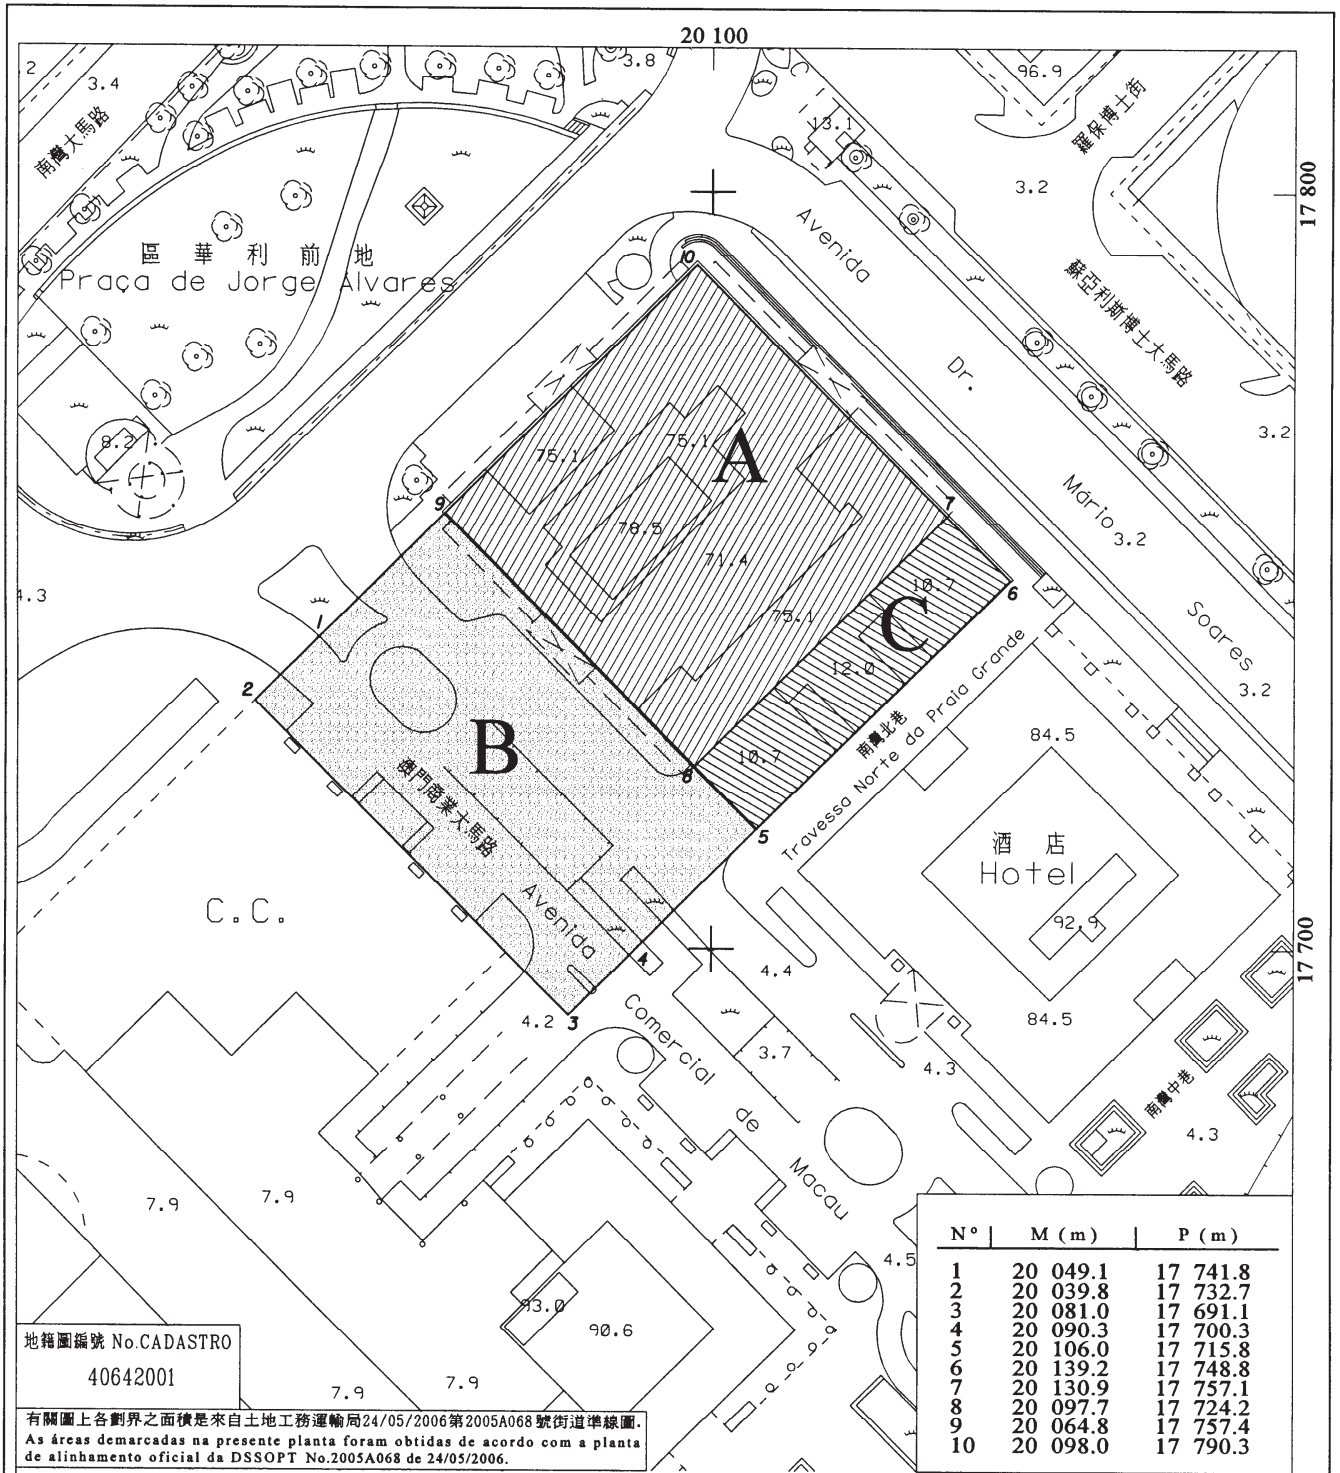 20 100
2
3.4
3.8
96.9
南灣大馬路
13.1
羅保博士街
3.2
17 800
Avenida
區華利前地
Praça de Jorge Álvares
10
蘇亞利斯博士大馬路
Dr.
3.2
8.2
75.1
75.1
A
Mário
3.2
9
7
78.5
71.4
10.7
4.3
6
1
75.1
C
Soares
12.0
3.2
2
B
10.7
8
南灣北巷
Travessa Norte da Praia Grande
84.5
澳門商業大馬路
5
酒店
Hotel
C.C.
Avenida
92.9
4
4.4
17 700
4.2
3
Comercial
84.5
3.7
4.3
de
南灣中巷
4.3
Macau
7.9
7.9
4.5
93.0
90.6
7.9
7.9
Nº M (m) P (m)
1 20 049.1 17 741.8
2 20 039.8 17 732.7
3 20 081.0 17 691.1
4 20 090.3 17 700.3
5 20 106.0 17 715.8
6 20 139.2 17 748.8
7 20 130.9 17 757.1
8 20 097.7 17 724.2
9 20 064.8 17 757.4
10 20 098.0 17 790.3
地籍圖編號 No.CADASTRO
40642001
有關圖上各劃界之面積是來自土地工務運輸局24/05/2006第2005A068號街道準線圖.
As áreas demarcadas na presente planta foram obtidas de acordo com a planta
de alinhamento oficial da DSSOPT No.2005A068 de 24/05/2006.